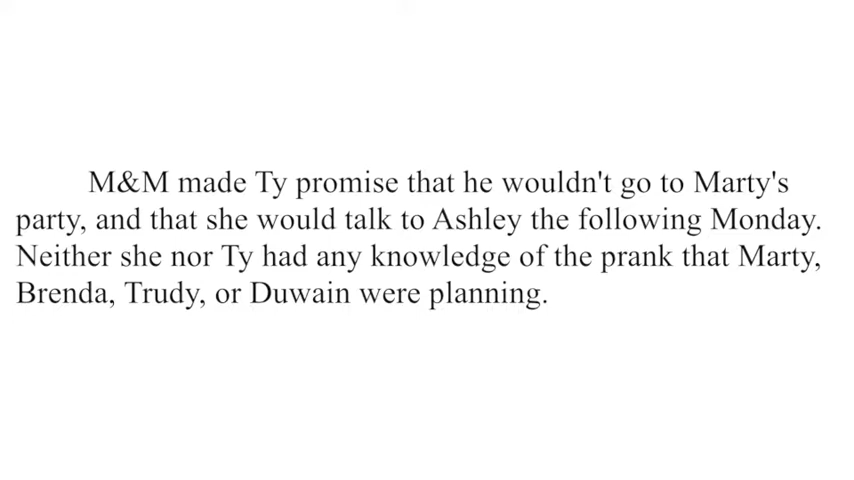 M&M made Ty promise that he wouldn't go to Marty's
party, and that she would talk to Ashley the following Monday.
Neither she nor Ty had any knowledge of the prank that Marty,
Brenda, Trudy, or Duwain were planning.